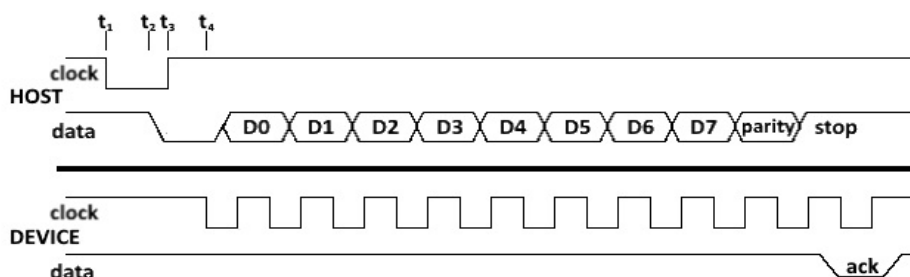 t1 t2 t3 t4
clock
HOST
data D0 D1 D2 D3 D4 D5 D6 D7 parity stop
clock
DEVICE
data ack